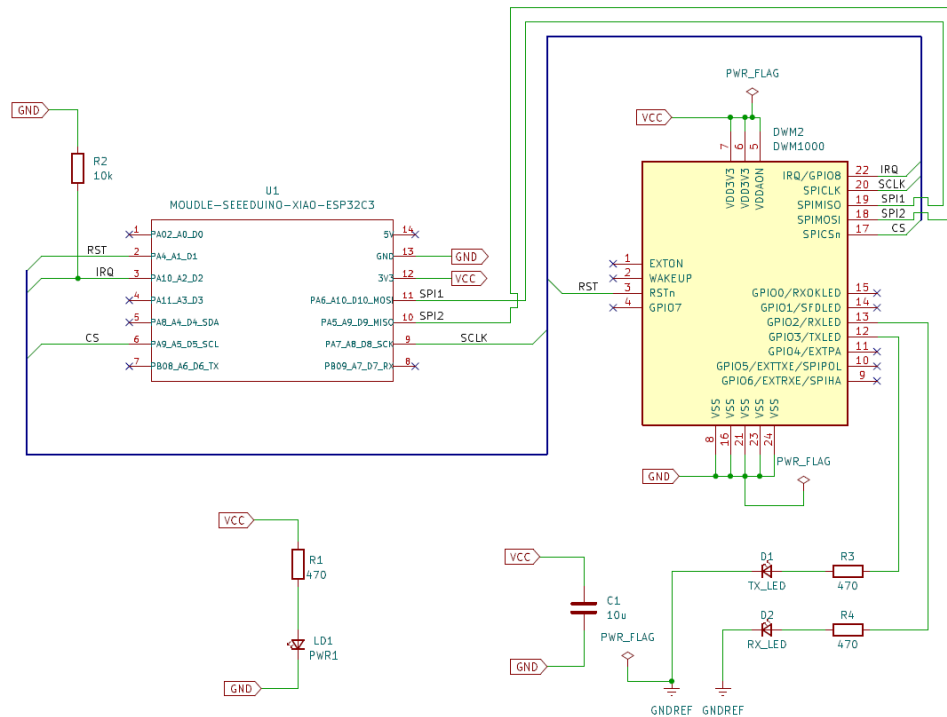 PWR_FLAG
GND
VCC
DWM2
DWM1000
R2
10k
7
6
5
VDD3V3
VDD3V3
VDDAON
IRQ/GPIO8
22
IRQ
SPICLK
20
SCLK
SPIMISO
19
SPI1
SPIMOSI
18
SPI2
SPICSn
17
CS
U1
MOUDLE-SEEEDUINO-XIAO-ESP32C3
1
PA02_A0_D0
5V
14
RST
2
PA4_A1_D1
GND
13
GND
IRQ
3
PA10_A2_D2
3V3
12
VCC
4
PA11_A3_D3
PA6_A10_D10_MOSI
11
SPI1
5
PA8_A4_D4_SDA
PA5_A9_D9_MISO
10
SPI2
CS
6
PA9_A5_D5_SCL
PA7_A8_D8_SCK
9
SCLK
7
PB08_A6_D6_TX
PB09_A7_D7_RX
8
1
EXTON
2
WAKEUP
RST
3
RSTn
4
GPIO7
GPIO0/RXOKLED
15
GPIO1/SFDLED
14
GPIO2/RXLED
13
GPIO3/TXLED
12
GPIO4/EXTPA
11
GPIO5/EXTTXE/SPIPOL
10
GPIO6/EXTRXE/SPIHA
9
VSS
VSS
VSS
VSS
VSS
8
16
21
23
24
PWR_FLAG
GND
VCC
R1
470
LD1
PWR1
GND
VCC
C1
10u
GND
PWR_FLAG
D1
TX_LED
R3
470
D2
RX_LED
R4
470
GNDREF
GNDREF